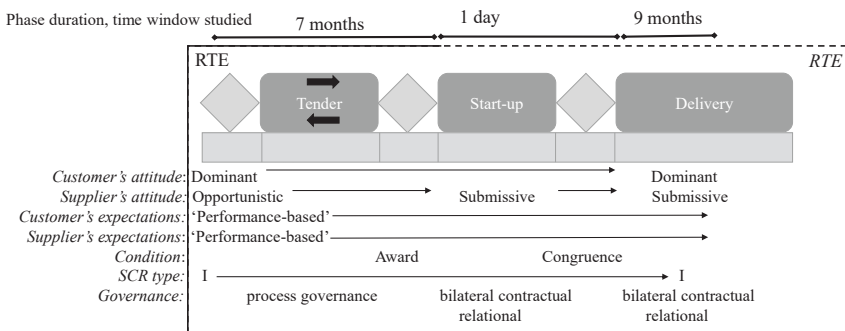 Phase duration, time window studied 7 months 1 day 9 months
RTE RTE
Tender Start-up Delivery
Customer's attitude: Dominant Dominant
Supplier's attitude: Opportunistic Submissive Submissive
Customer's expectations: 'Performance-based'
Supplier's expectations: 'Performance-based'
Condition: Award Congruence
SCR type: I I
Governance: process governance bilateral contractual bilateral contractual
relational relational